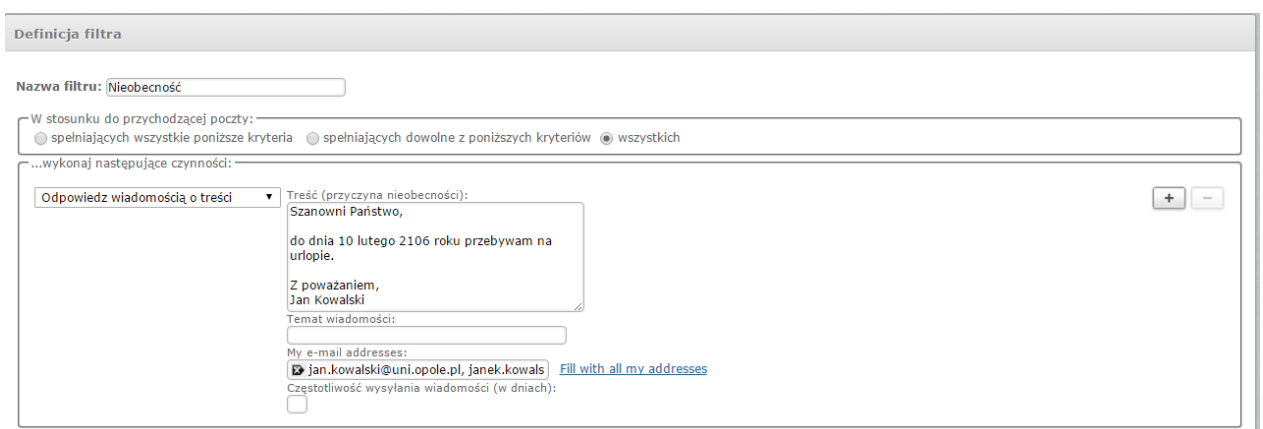 Definicja filtra
Nazwa filtru: Nieobecność
W stosunku do przychodzącej poczty:
spełniających wszystkie poniższe kryteria spełniających dowolne z poniższych kryteriów wszystkich
...wykonaj następujące czynności:
Odpowiedz wiadomością o treści
Treść (przyczyna nieobecności):
Szanowni Państwo,
do dnia 10 lutego 2106 roku przebywam na
urlopie.
Z poważaniem,
Jan Kowalski
Temat wiadomości:
My e-mail addresses:
jan.kowalski@uni.opole.pl, janek.kowals Fill with all my addresses
Częstotliwość wysyłania wiadomości (w dniach):